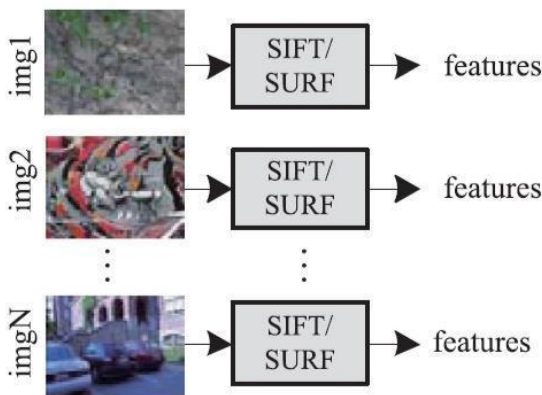 img1
SIFT/
SURF
features
img2
SIFT/
SURF
features
imgN
SIFT/
SURF
features